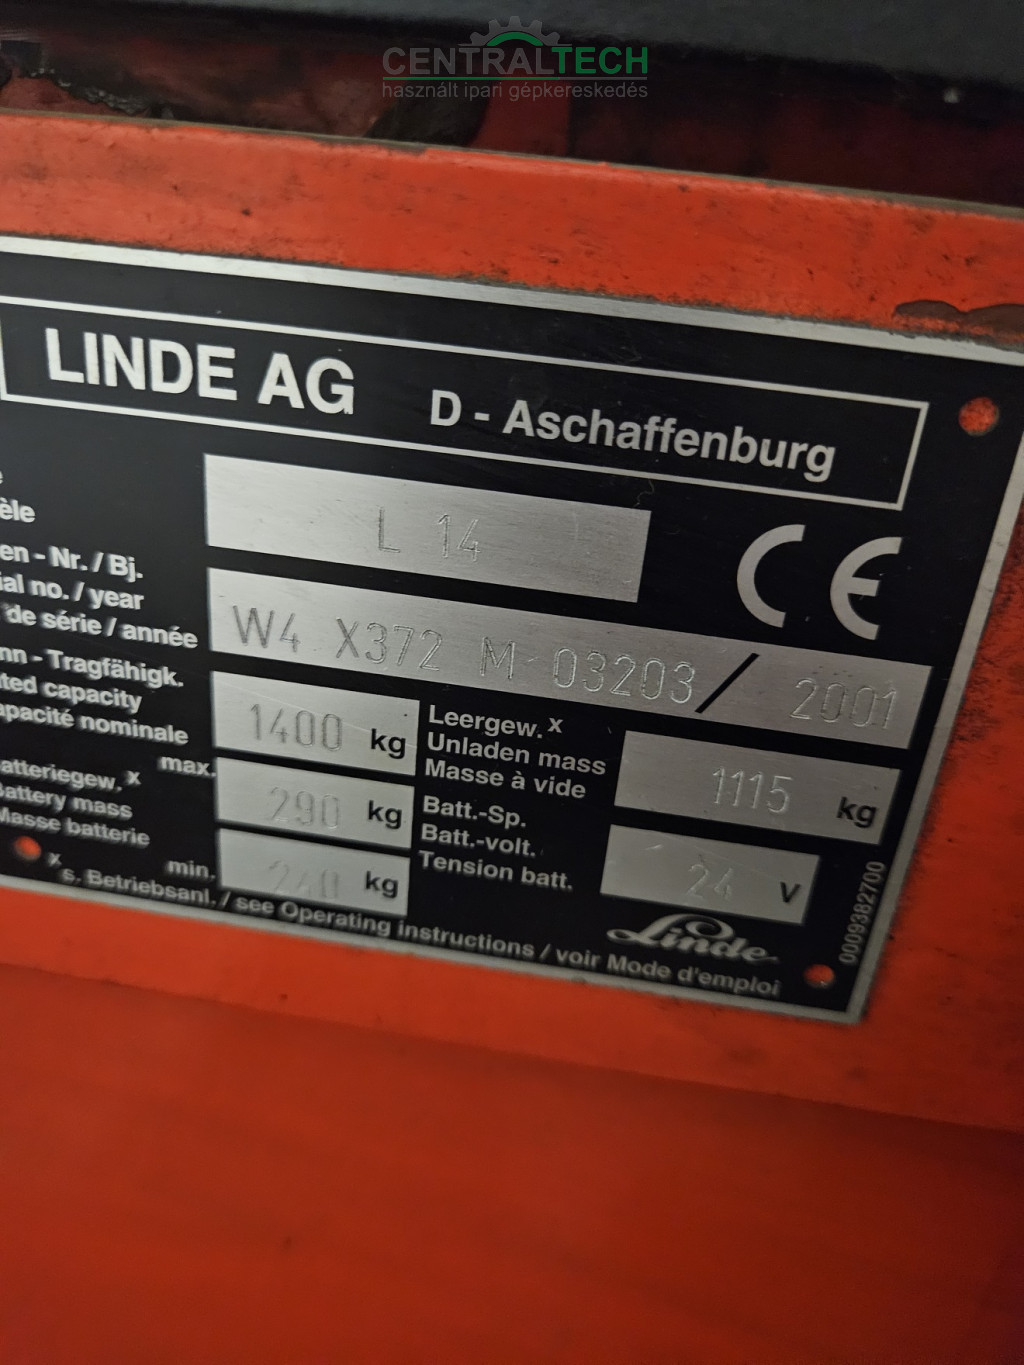 CENTRALTECH
használt ipari gépkereskedés
LINDE AG D - Aschaffenburg
L 14
CE
en - Nr. / Bj.
ial no. / year
de série / année
W4 X372 M 03203 / 2001
nn - Tragfähigk.
ted capacity
apacité nominale
1400 kg
Leergew. x
Unladen mass
Masse à vide
1115 kg
atteriegew. x
Battery mass
Masse batterie
max.
290 kg
min.
240 kg
Batt.-Sp.
Batt.-volt.
Tension batt.
24 V
x
s. Betriebsanl. / see Operating instructions / voir Mode d'emploi
Linde
0009382700